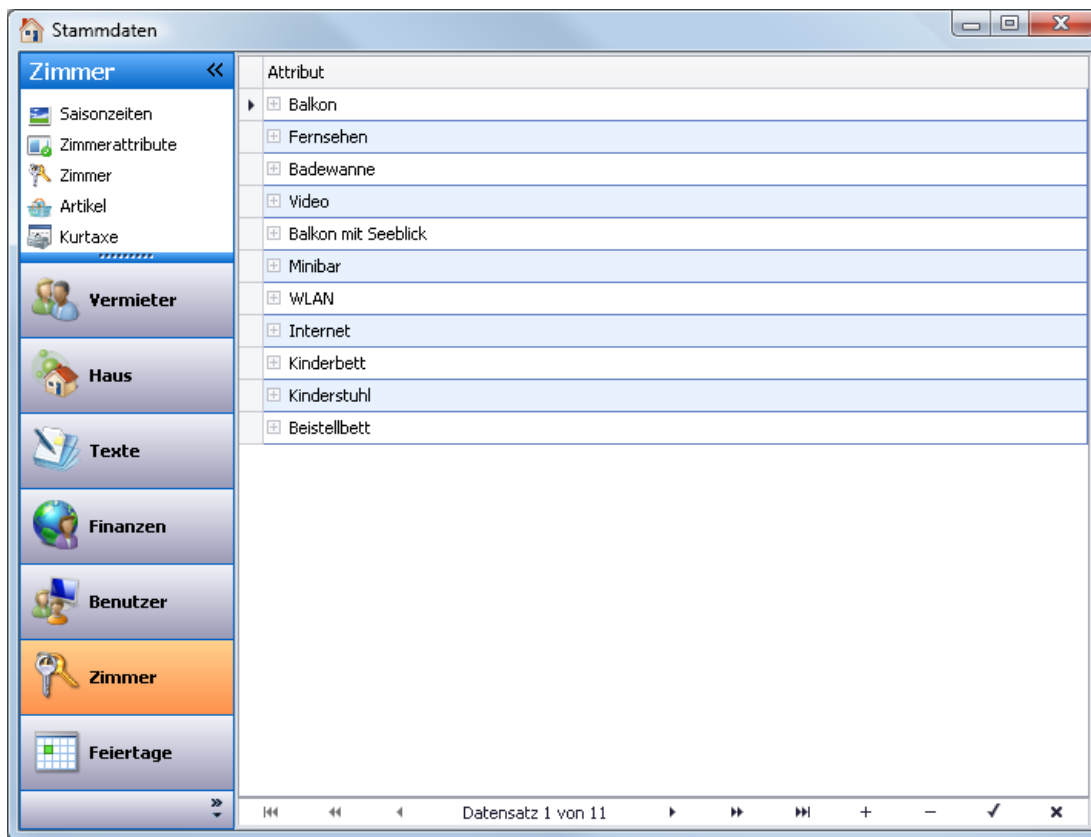 Stammdaten
Zimmer
Saisonzeiten
Zimmerattribute
Zimmer
Artikel
Kurtaxe
Vermieter
Haus
Texte
Finanzen
Benutzer
Zimmer
Feiertage
Attribut
Balkon
Fernsehen
Badewanne
Video
Balkon mit Seeblick
Minibar
WLAN
Internet
Kinderbett
Kinderstuhl
Beistellbett
Datensatz 1 von 11